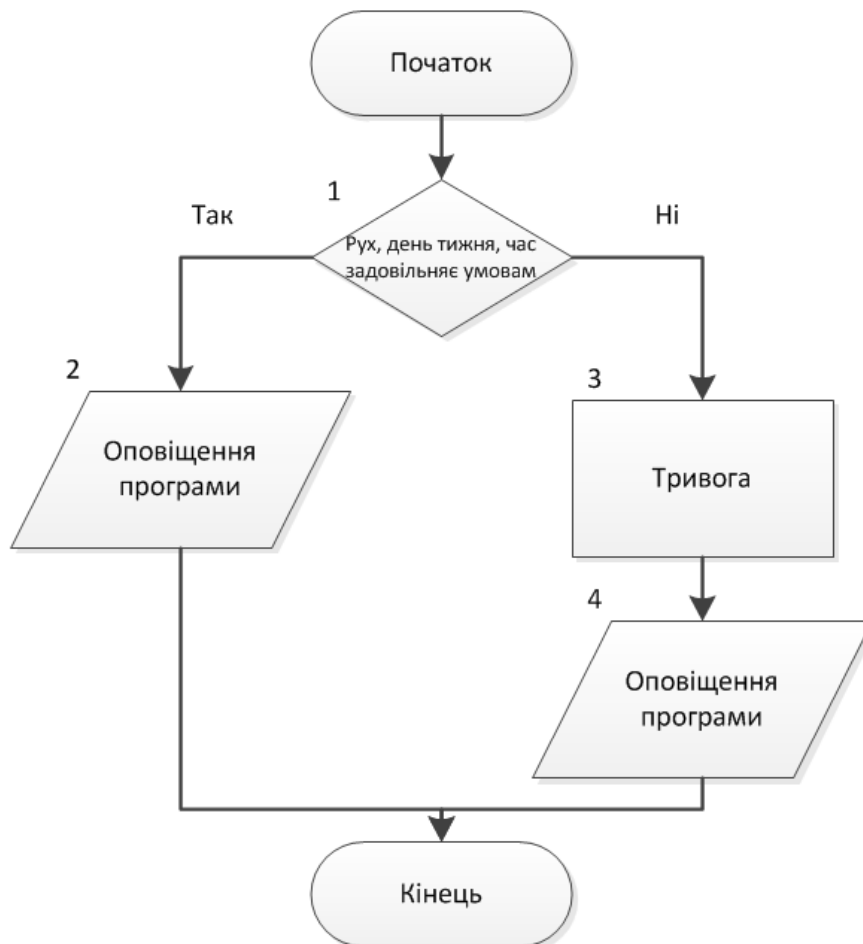 Початок
1
Так
Ні
Рух, день тижня, час
задовільняє умовам
2
Оповіщення
програми
3
Тривога
4
Оповіщення
програми
Кінець